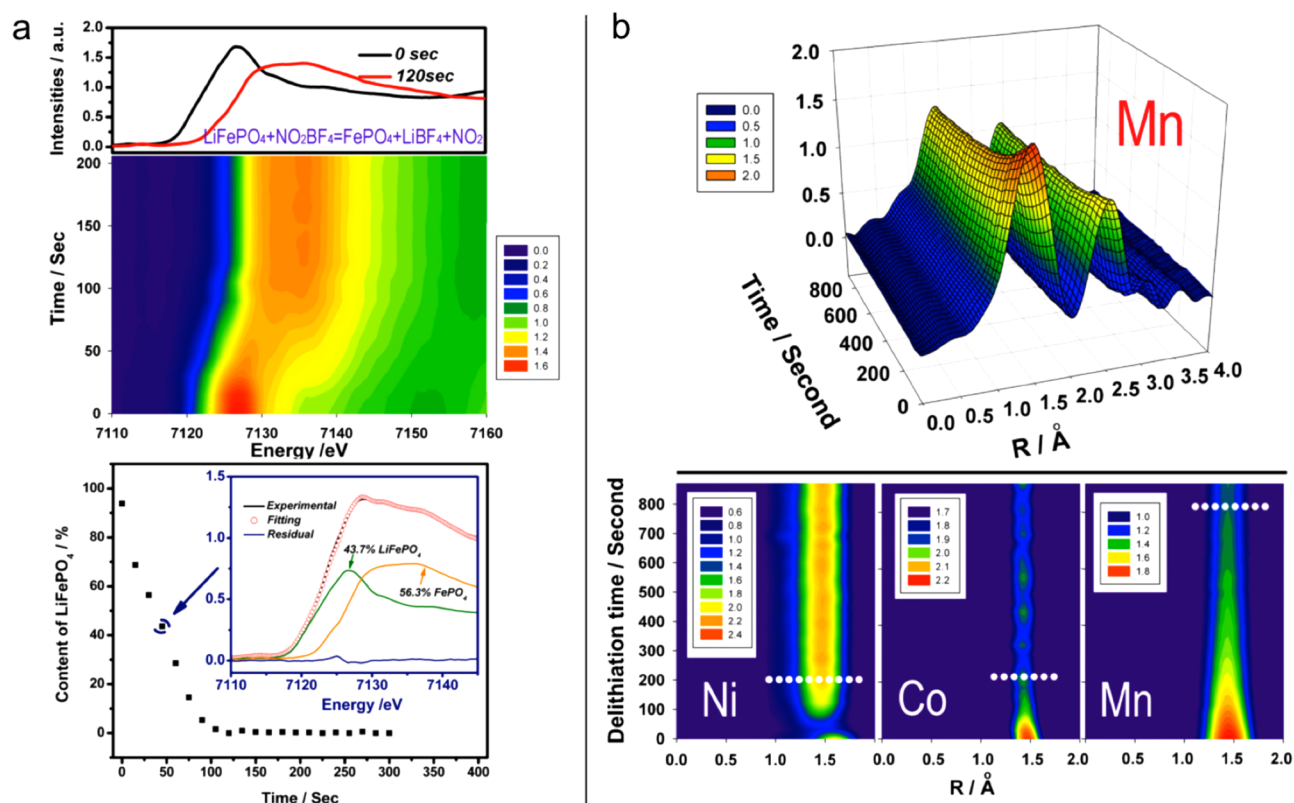 a
Intensities / a.u.
2.0
1.5
1.0
0.5
0.0
0 sec
120sec
LiFePO4+NO2BF4=FePO4+LiBF4+NO2
Time / Sec
200
150
100
50
0
7110 7120 7130 7140 7150 7160
Energy /eV
0.0
0.2
0.4
0.6
0.8
1.0
1.2
1.4
1.6
Content of LiFePO4 / %
100
80
60
40
20
0
0 50 100 150 200 250 300 350 400
Time / Sec
1.5
1.0
0.5
0.0
Experimental
Fitting
Residual
43.7% LiFePO4
56.3% FePO4
7110 7120 7130 7140
Energy /eV
b
2.0
1.5
1.0
0.5
0.0
0.0
0.5
1.0
1.5
2.0
Mn
Time / Second
800
600
400
200
0
0.0 0.5 1.0 1.5 2.0 2.5 3.0 3.5 4.0
R / Å
Delithiation time / Second
800
700
600
500
400
300
200
100
0
0.6
0.8
1.0
1.2
1.4
1.6
1.8
2.0
2.2
2.4
Ni
1.7
1.8
1.9
2.0
2.1
2.2
Co
1.0
1.2
1.4
1.6
1.8
Mn
0.0 0.5 1.0 1.5 0.0 0.5 1.0 1.5 2.0 0.5 1.0 1.5 2.0
R / Å